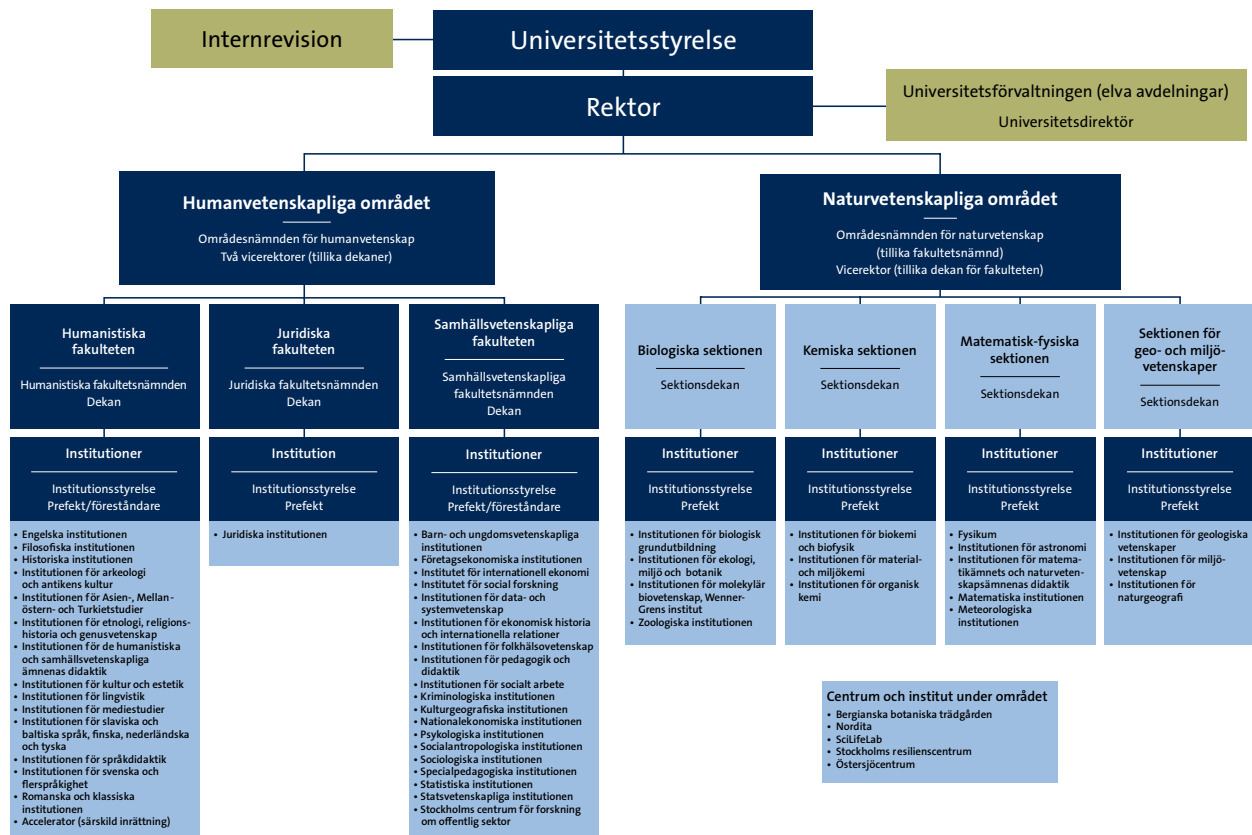 Internrevision
Universitetsstyrelse
Rektor
Universitetsförvaltningen (elva avdelningar)
Universitetsdirektör
Humanvetenskapliga området
Områdesnämnden för humanvetenskap
Två vicerektorer (tillika dekaner)
Naturvetenskapliga området
Områdesnämnden för naturvetenskap
(tillika fakultetsnämnd)
Vicerektor (tillika dekan för fakulteten)
Humanistiska
fakulteten
Humanistiska fakultetsnämnden
Dekan
Juridiska
fakulteten
Juridiska fakultetsnämnden
Dekan
Samhällsvetenskapliga
fakulteten
Samhällsvetenskapliga
fakultetsnämnden
Dekan
Biologiska sektionen
Sektionsdekan
Kemiska sektionen
Sektionsdekan
Matematisk-fysiska
sektionen
Sektionsdekan
Sektionen för
geo- och miljö-
vetenskaper
Sektionsdekan
Institutioner
Institutionsstyrelse
Prefekt/föreståndare
• Engelska institutionen
• Filosofiska institutionen
• Historiska institutionen
• Institutionen för arkeologi
och antikens kultur
• Institutionen för Asien-, Mellan-
östern- och Turkietstudier
• Institutionen för etnologi, religions-
historia och genusvetenskap
• Institutionen för de humanistiska
och samhällsvetenskapliga
ämnenas didaktik
• Institutionen för kultur och estetik
• Institutionen för lingvistik
• Institutionen för mediestudier
• Institutionen för slaviska och
baltiska språk, finska, nederländska
och tyska
• Institutionen för språkdidaktik
• Institutionen för svenska och
flerspråkighet
• Romanska och klassiska
institutionen
• Accelerator (särskild inrättning)
Institution
Institutionsstyrelse
Prefekt
• Juridiska institutionen
Institutioner
Institutionsstyrelse
Prefekt/föreståndare
• Barn- och ungdomsvetenskapliga
institutionen
• Företagsekonomiska institutionen
• Institutet för internationell ekonomi
• Institutet för social forskning
• Institutionen för data- och
systemvetenskap
• Institutionen för ekonomisk historia
och internationella relationer
• Institutionen för folkhälsovetenskap
• Institutionen för pedagogik och
didaktik
• Institutionen för socialt arbete
• Kriminologiska institutionen
• Kulturgeografiska institutionen
• Nationalekonomiska institutionen
• Psykologiska institutionen
• Socialantropologiska institutionen
• Sociologiska institutionen
• Specialpedagogiska institutionen
• Statistiska institutionen
• Statsvetenskapliga institutionen
• Stockholms centrum för forskning
om offentlig sektor
Institutioner
Institutionsstyrelse
Prefekt
• Institutionen för biologisk
grundutbildning
• Institutionen för ekologi,
miljö och botanik
• Institutionen för molekylär
biovetenskap, Wenner-
Grens institut
• Zoologiska institutionen
Institutioner
Institutionsstyrelse
Prefekt
• Institutionen för biokemi
och biofysik
• Institutionen för material-
och miljökemi
• Institutionen för organisk
kemi
Institutioner
Institutionsstyrelse
Prefekt
• Fysikum
• Institutionen för astronomi
• Institutionen för matema-
tikämnets och naturveten-
skapsämnenas didaktik
• Matematiska institutionen
• Meteorologiska
institutionen
Institutioner
Institutionsstyrelse
Prefekt
• Institutionen för geologiska
vetenskaper
• Institutionen för miljö-
vetenskap
• Institutionen för
naturgeografi
Centrum och institut under området
• Bergianska botaniska trädgården
• Nordita
• SciLifeLab
• Stockholms resilienscentrum
• Östersjöcentrum